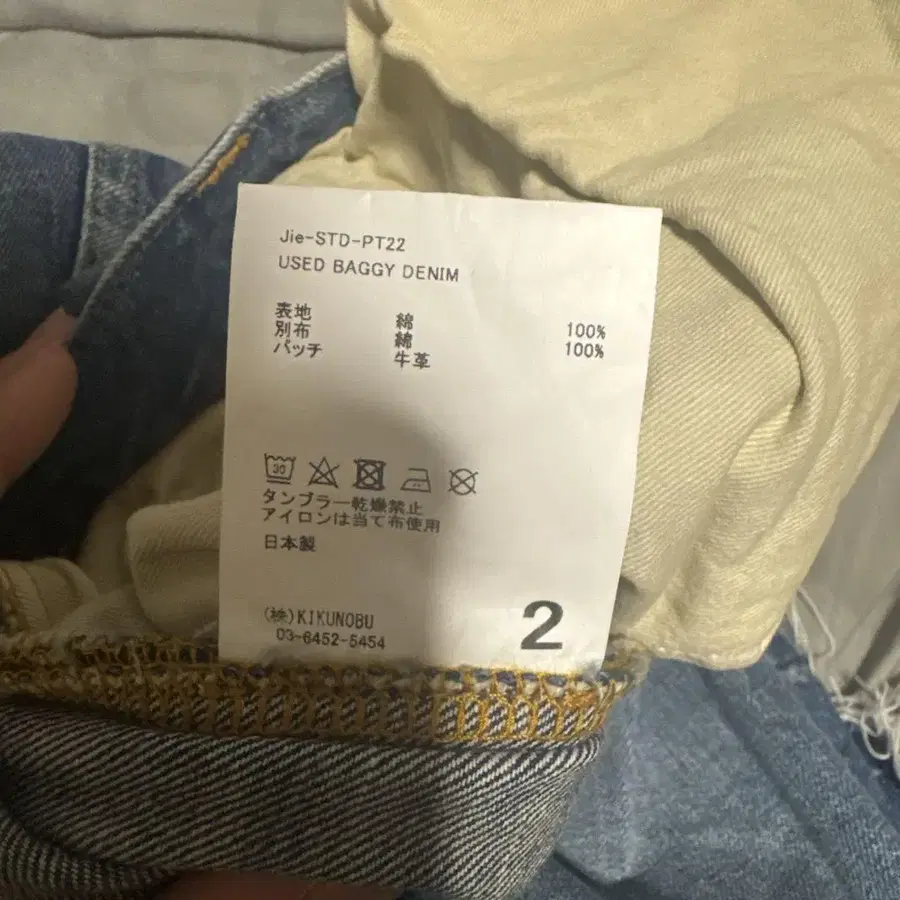 Jie-STD-PT22
USED BAGGY DENIM
表地 綿 100%
別布 綿 100%
パッチ 牛革
30
タンブラー乾燥禁止
アイロンは当て布使用
日本製
(株)KIKUNOBU
03-6452-5454
2